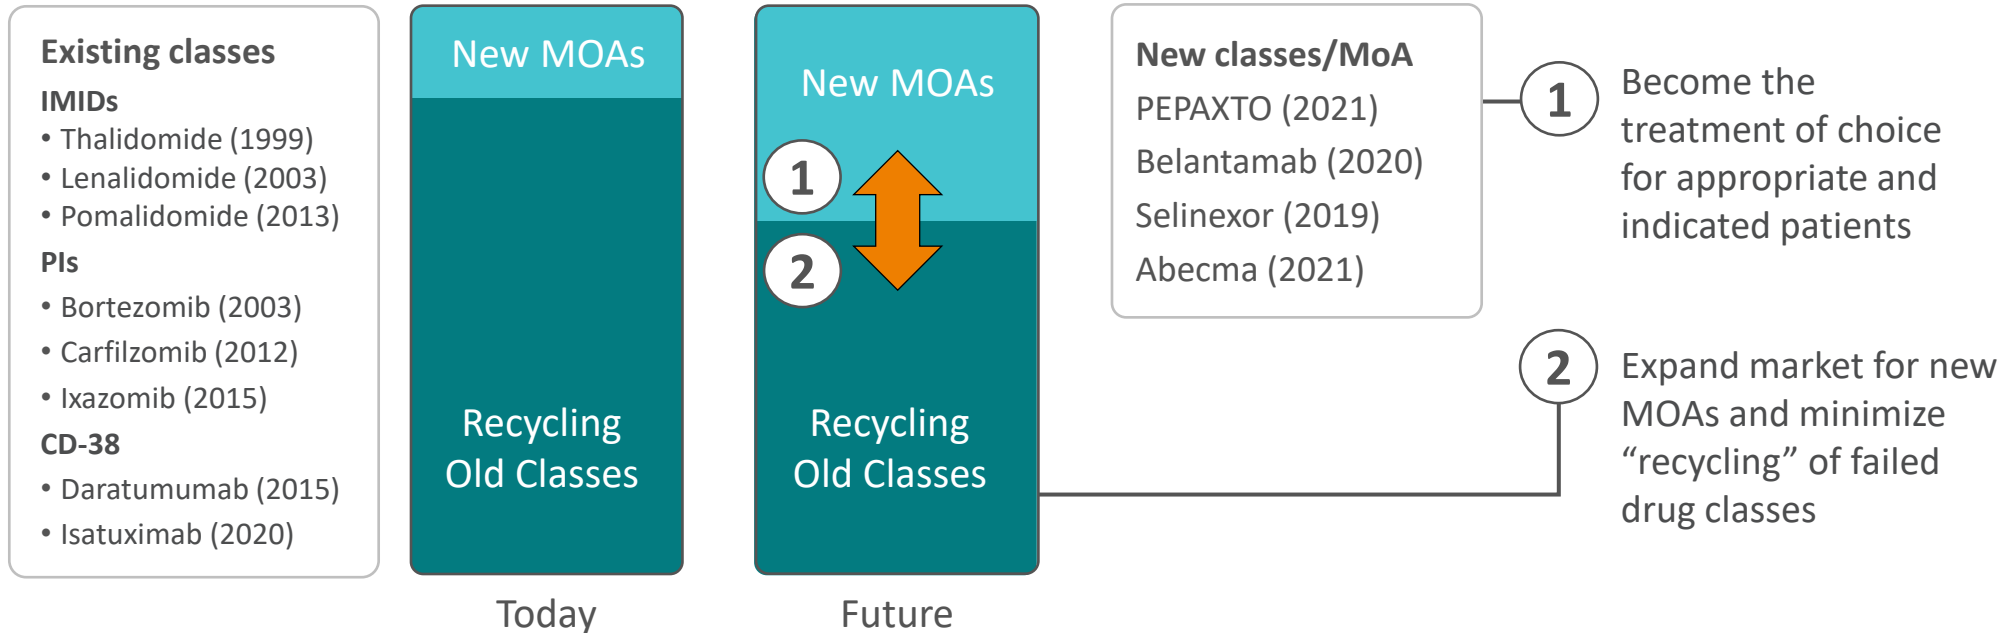 Existing classes
IMIDs
• Thalidomide (1999)
• Lenalidomide (2003)
• Pomalidomide (2013)
PIs
• Bortezomib (2003)
• Carfilzomib (2012)
• Ixazomib (2015)
CD-38
• Daratumumab (2015)
• Isatuximab (2020)
New MOAs
Recycling
Old Classes
Today
New MOAs
1
2
Recycling
Old Classes
Future
New classes/MoA
PEPAXTO (2021)
Belantamab (2020)
Selinexor (2019)
Abecma (2021)
1
Become the
treatment of choice
for appropriate and
indicated patients
2
Expand market for new
MOAs and minimize
“recycling” of failed
drug classes